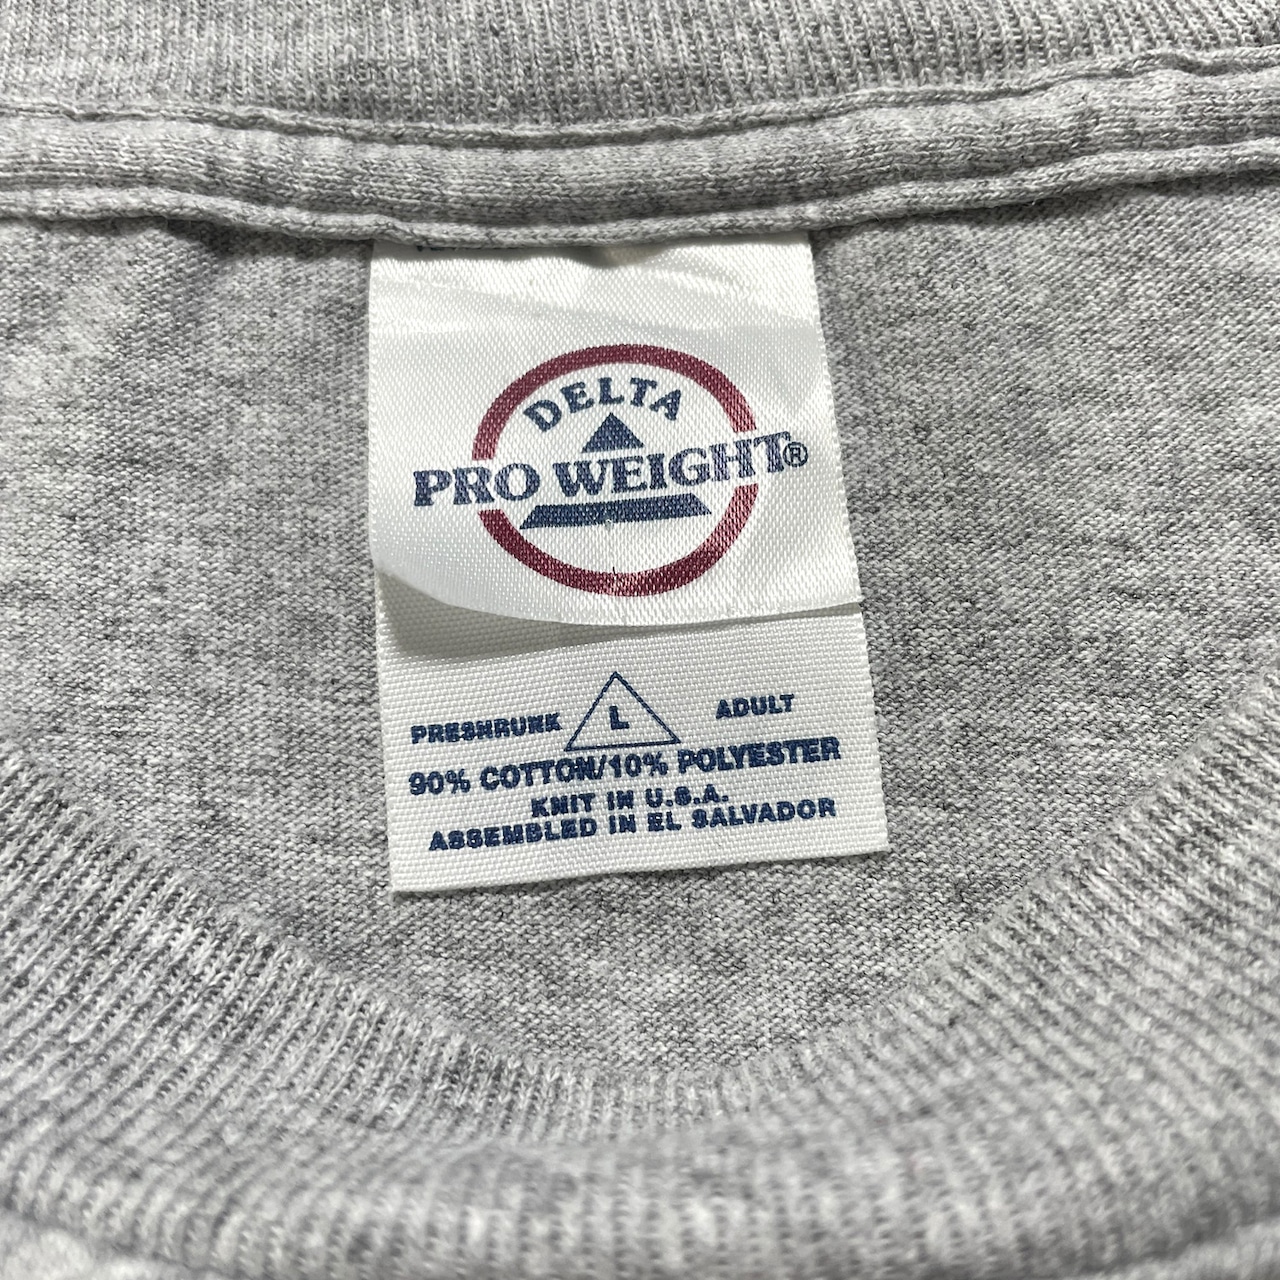 DELTA
PRO WEIGHT®
PRESHRUNK L ADULT
90% COTTON/10% POLYESTER
KNIT IN U.S.A.
ASSEMBLED IN EL SALVADOR